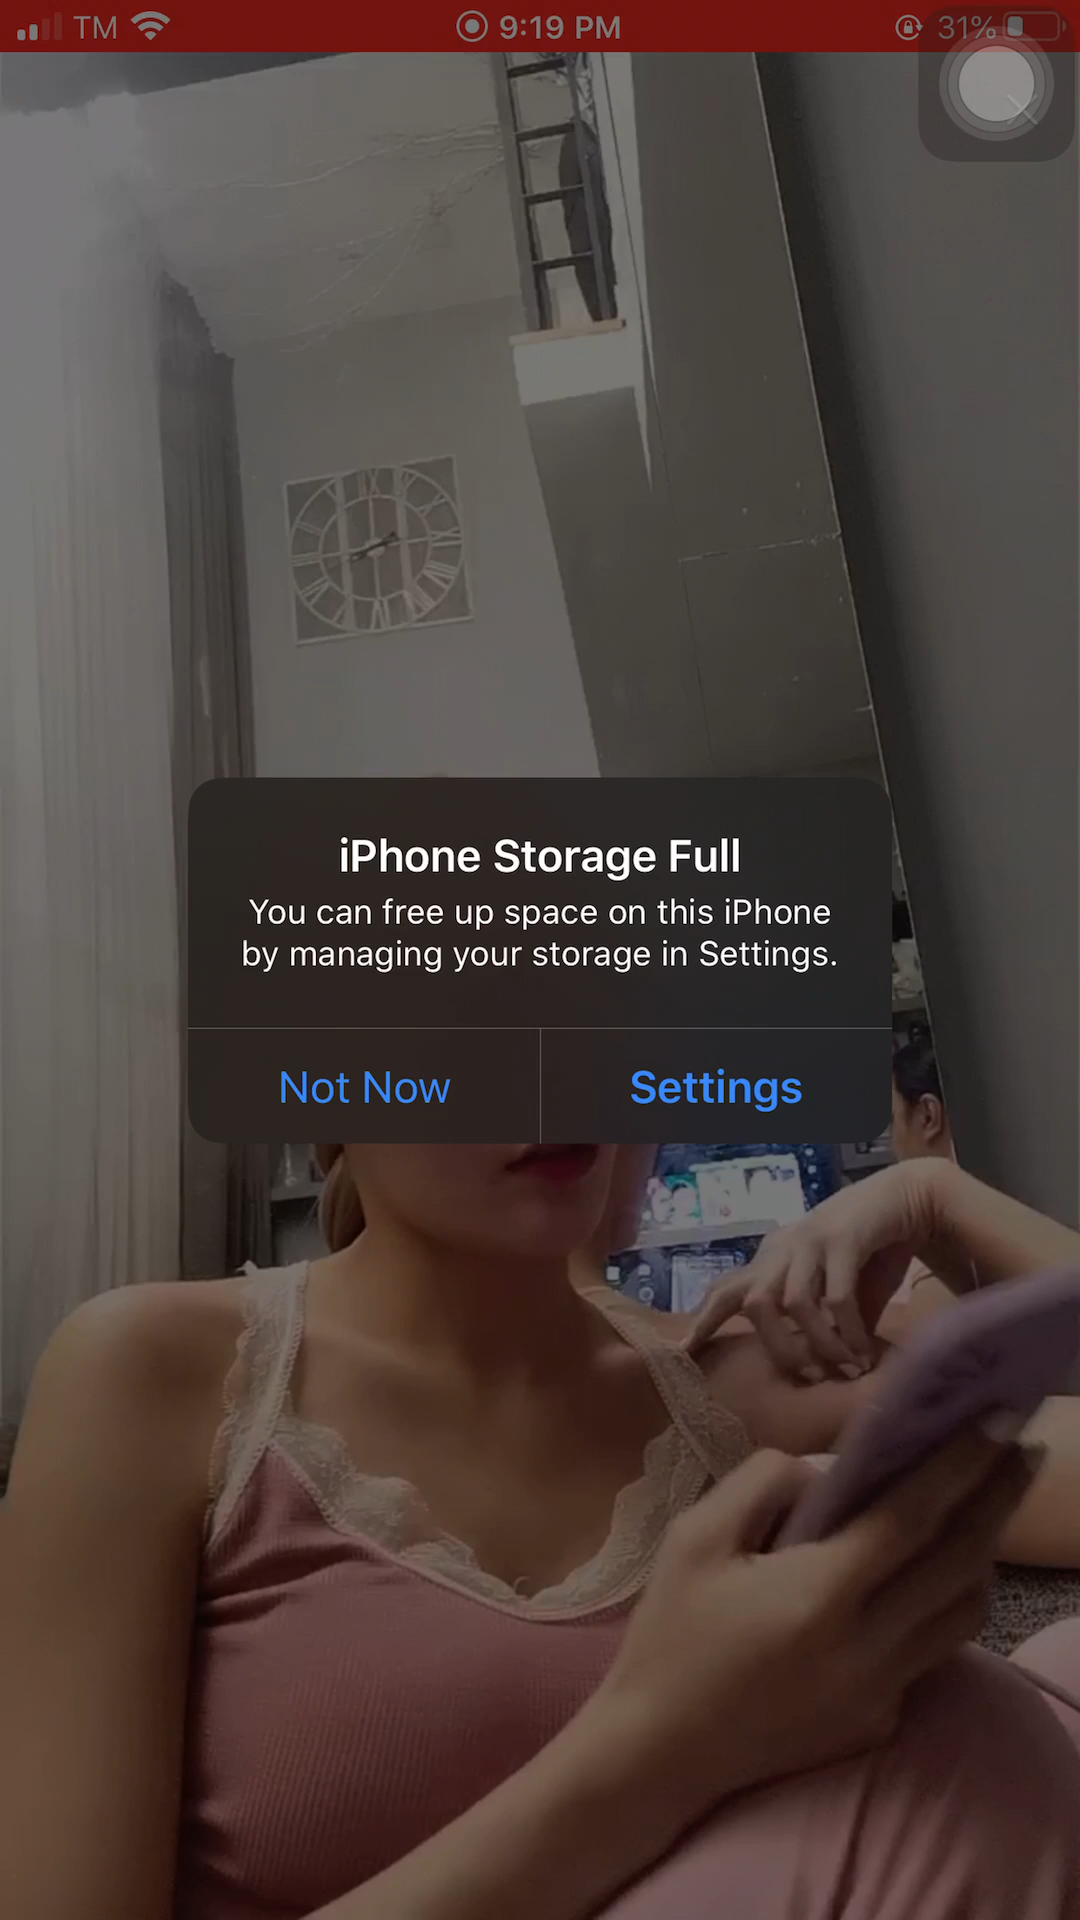 TM 9:19 PM 31%
iPhone Storage Full
You can free up space on this iPhone
by managing your storage in Settings.
Not Now Settings